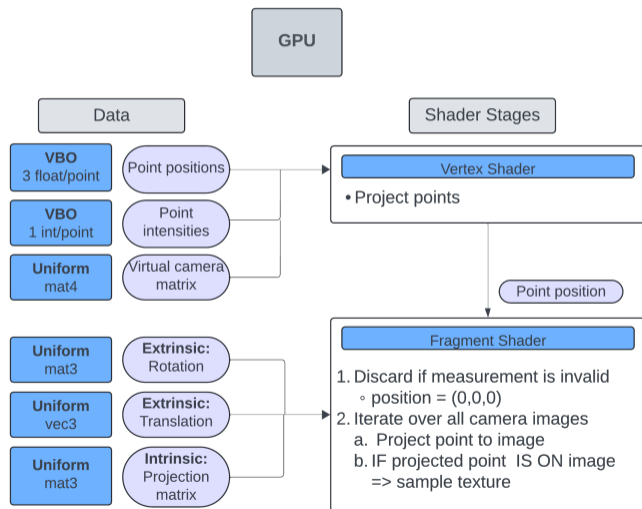 GPU
Data
Shader Stages
VBO
3 float/point
Point positions
VBO
1 int/point
Point
intensities
Uniform
mat4
Virtual camera
matrix
Vertex Shader
• Project points
Point position
Uniform
mat3
Extrinsic:
Rotation
Uniform
vec3
Extrinsic:
Translation
Uniform
mat3
Intrinsic:
Projection
matrix
Fragment Shader
1. Discard if measurement is invalid
◦ position = (0,0,0)
2. Iterate over all camera images
a. Project point to image
b. IF projected point IS ON image
=> sample texture